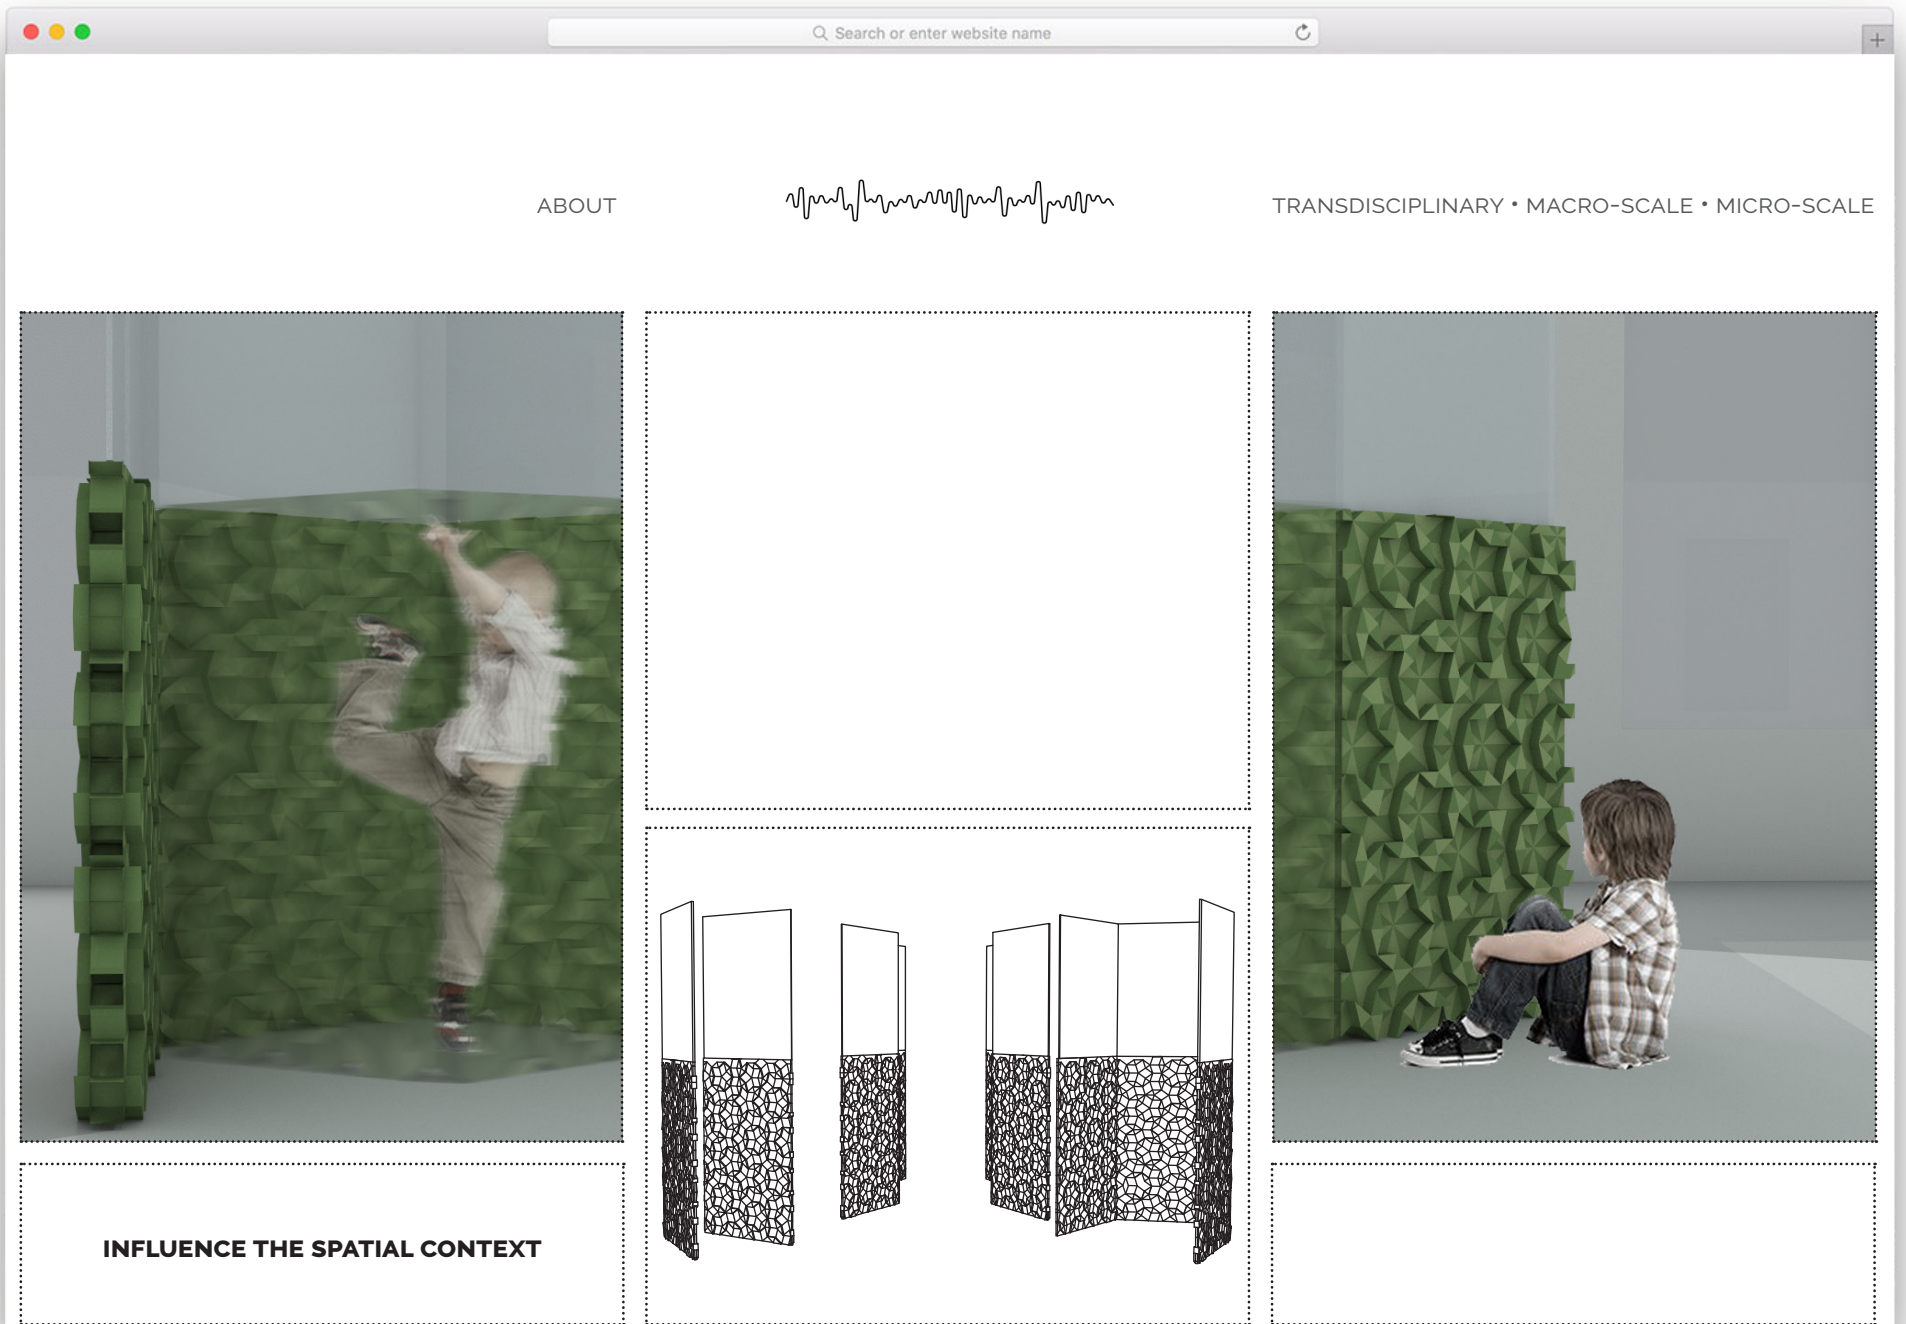 Search or enter website name
ABOUT
TRANSDISCIPLINARY • MACRO-SCALE • MICRO-SCALE
INFLUENCE THE SPATIAL CONTEXT